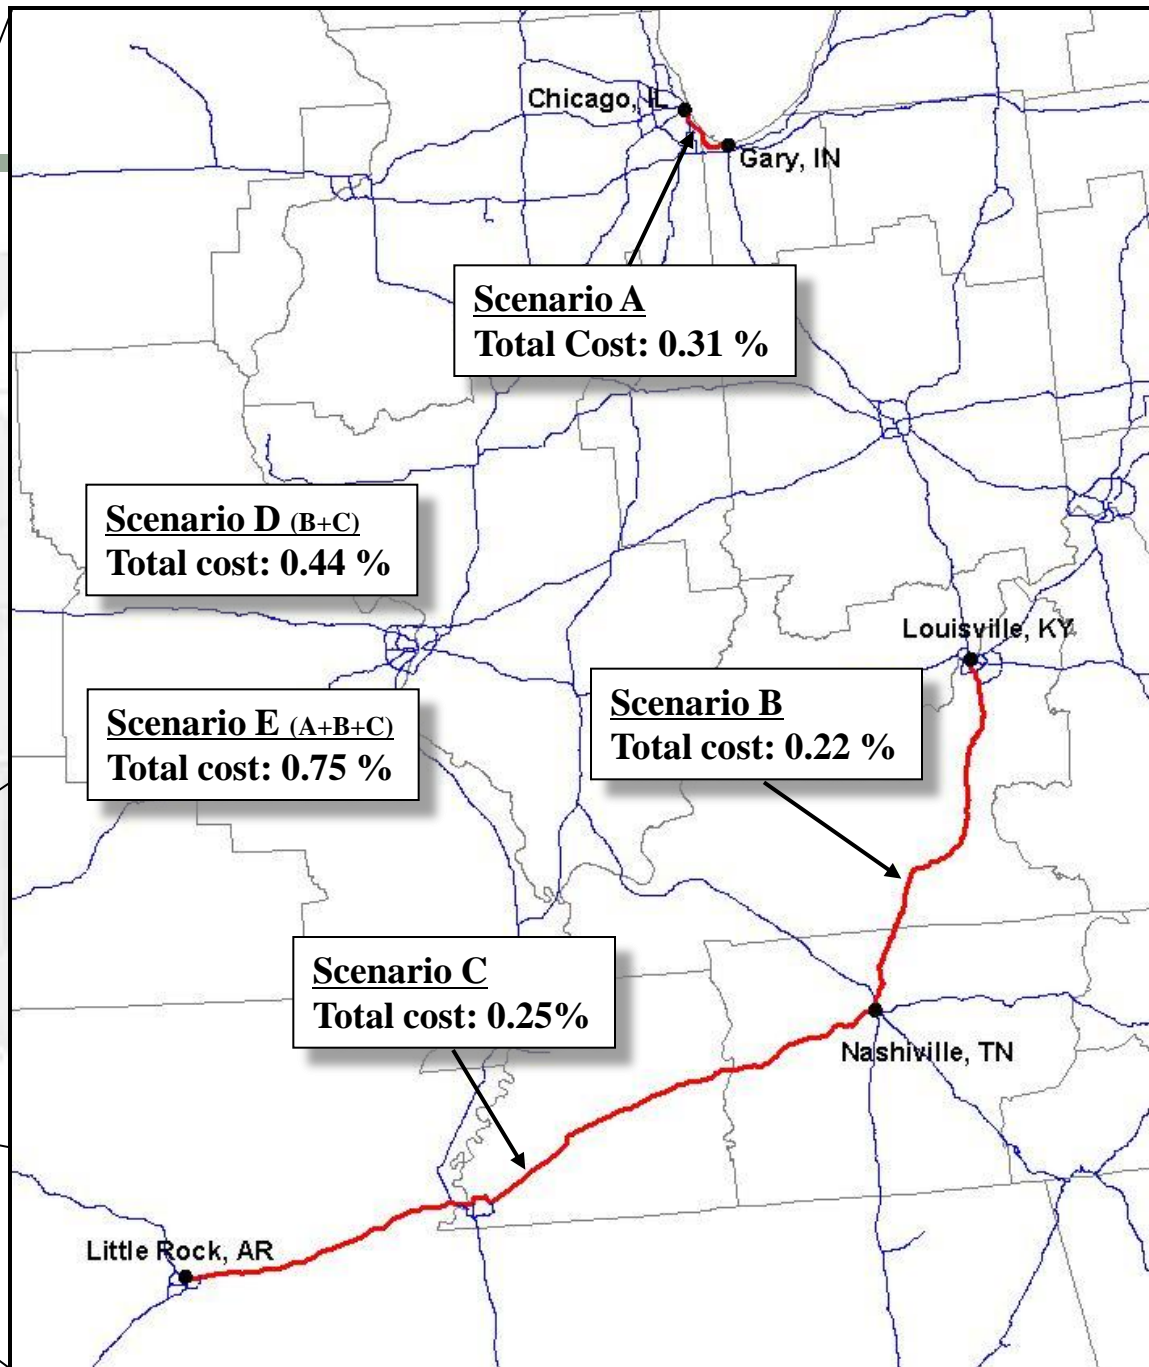 Chicago, IL
Gary, IN
Scenario A
Total Cost: 0.31 %
Scenario D (B+C)
Total cost: 0.44 %
Louisville, KY
Scenario E (A+B+C)
Total cost: 0.75 %
Scenario B
Total cost: 0.22 %
Scenario C
Total cost: 0.25%
Nashiville, TN
Little Rock, AR